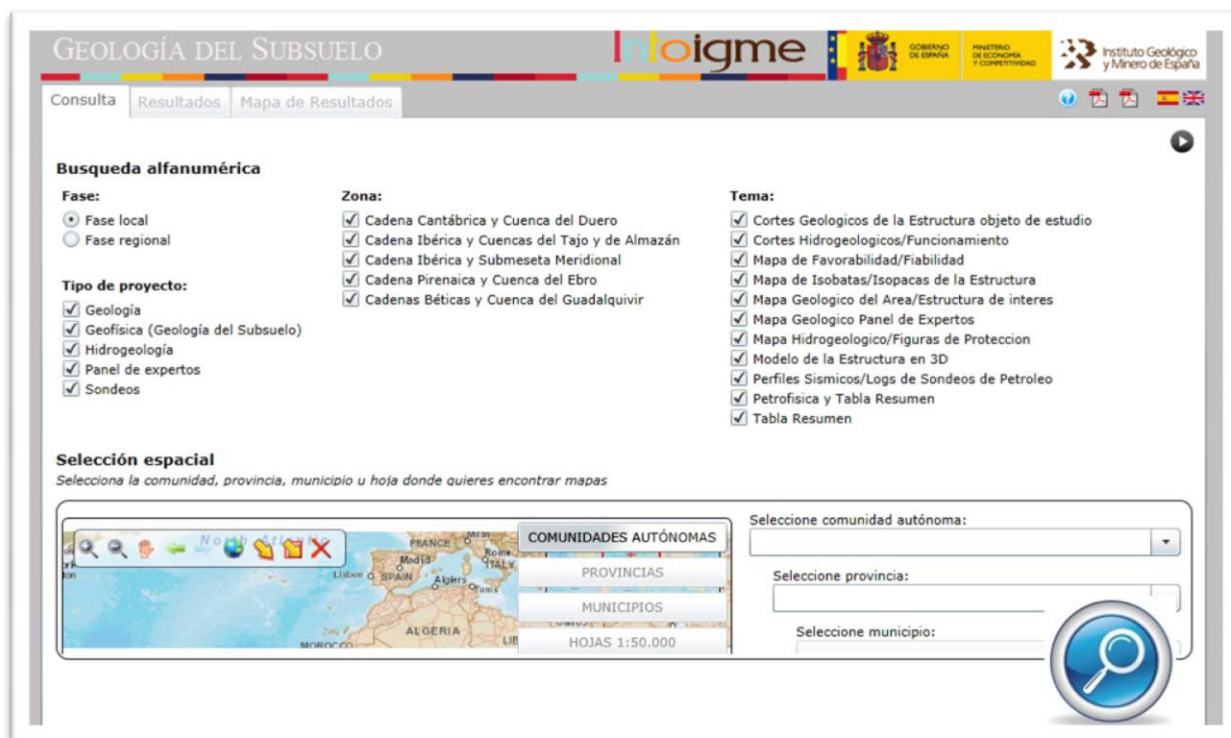 GEOLOGÍA DEL SUBSUELO
Infoigme
GOBIERNO DE ESPAÑA
MINISTERIO DE ECONOMÍA Y COMPETITIVIDAD
Instituto Geológico y Minero de España
Consulta
Resultados
Mapa de Resultados
Busqueda alfanumérica
Fase:
Fase local
Fase regional
Tipo de proyecto:
Geología
Geofísica (Geología del Subsuelo)
Hidrogeología
Panel de expertos
Sondeos
Zona:
Cadena Cantábrica y Cuenca del Duero
Cadena Ibérica y Cuencas del Tajo y de Almazán
Cadena Ibérica y Submeseta Meridional
Cadena Pirenaica y Cuenca del Ebro
Cadenas Béticas y Cuenca del Guadalquivir
Tema:
Cortes Geologicos de la Estructura objeto de estudio
Cortes Hidrogeologicos/Funcionamiento
Mapa de Favorabilidad/Fiabilidad
Mapa de Isobatas/Isopacas de la Estructura
Mapa Geologico del Area/Estructura de interes
Mapa Geologico Panel de Expertos
Mapa Hidrogeologico/Figuras de Proteccion
Modelo de la Estructura en 3D
Perfiles Sismicos/Logs de Sondeos de Petroleo
Petrofisica y Tabla Resumen
Tabla Resumen
Selección espacial
Selecciona la comunidad, provincia, municipio u hoja donde quieres encontrar mapas
North Atlantic
FRANCE
Milan
Rome
ITALY
Madrid
Lisbon
SPAIN
Algiers
Tunis
ALGERIA
MOROCCO
COMUNIDADES AUTÓNOMAS
PROVINCIAS
MUNICIPIOS
HOJAS 1:50.000
Seleccione comunidad autónoma:
Seleccione provincia:
Seleccione municipio: